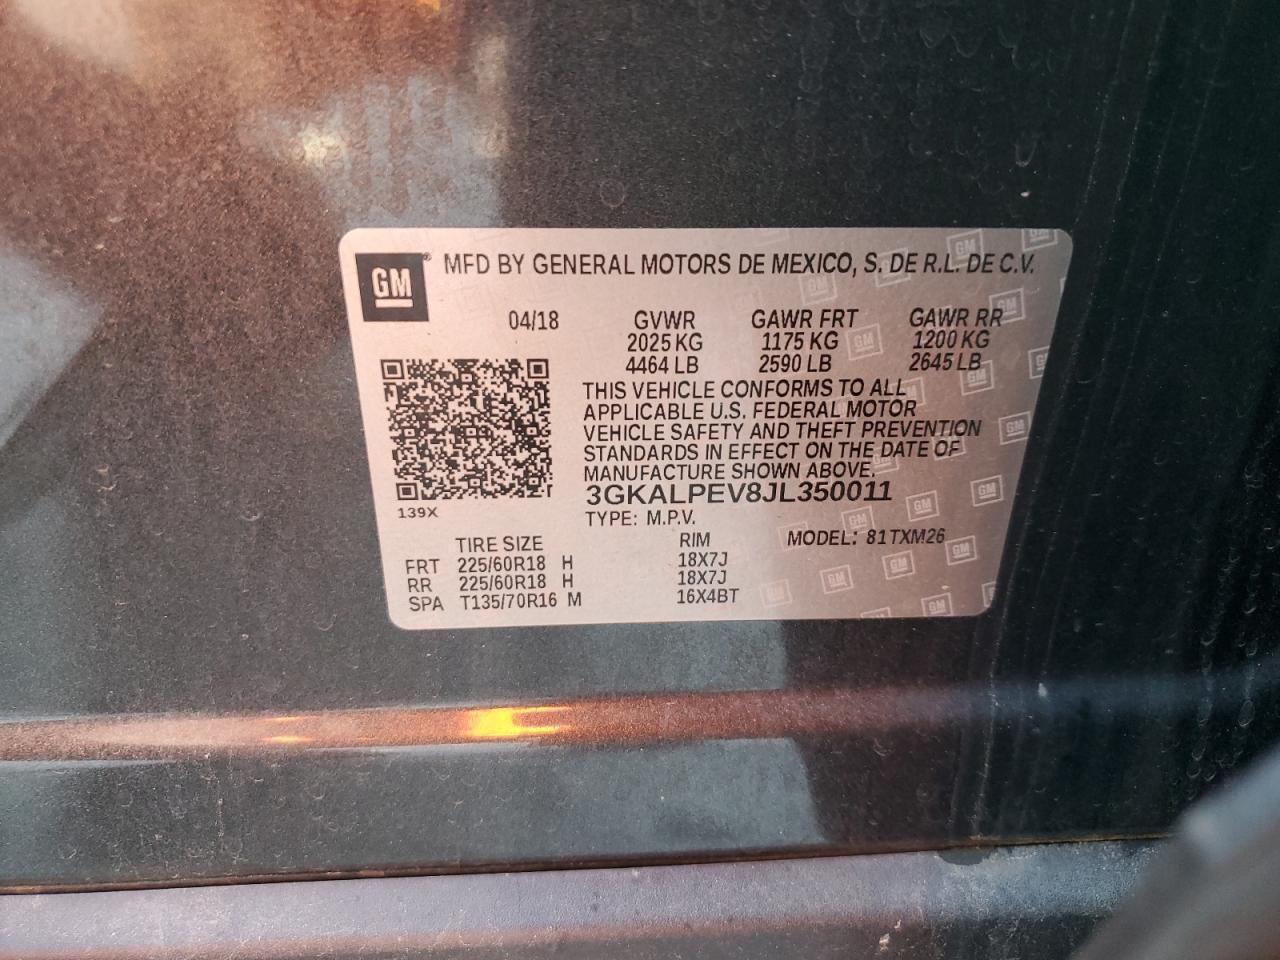 GM® MFD BY GENERAL MOTORS DE MEXICO, S. DE R.L. DE C.V.
04/18 GVWR GAWR FRT GAWR RR
2025 KG 1175 KG 1200 KG
4464 LB 2590 LB 2645 LB
THIS VEHICLE CONFORMS TO ALL
APPLICABLE U.S. FEDERAL MOTOR
VEHICLE SAFETY AND THEFT PREVENTION
STANDARDS IN EFFECT ON THE DATE OF
MANUFACTURE SHOWN ABOVE.
3GKALPEV8JL350011
139X
TYPE: M.P.V.
TIRE SIZE RIM MODEL: 81TXM26
FRT 225/60R18 H 18X7J
RR 225/60R18 H 18X7J
SPA T135/70R16 M 16X4BT